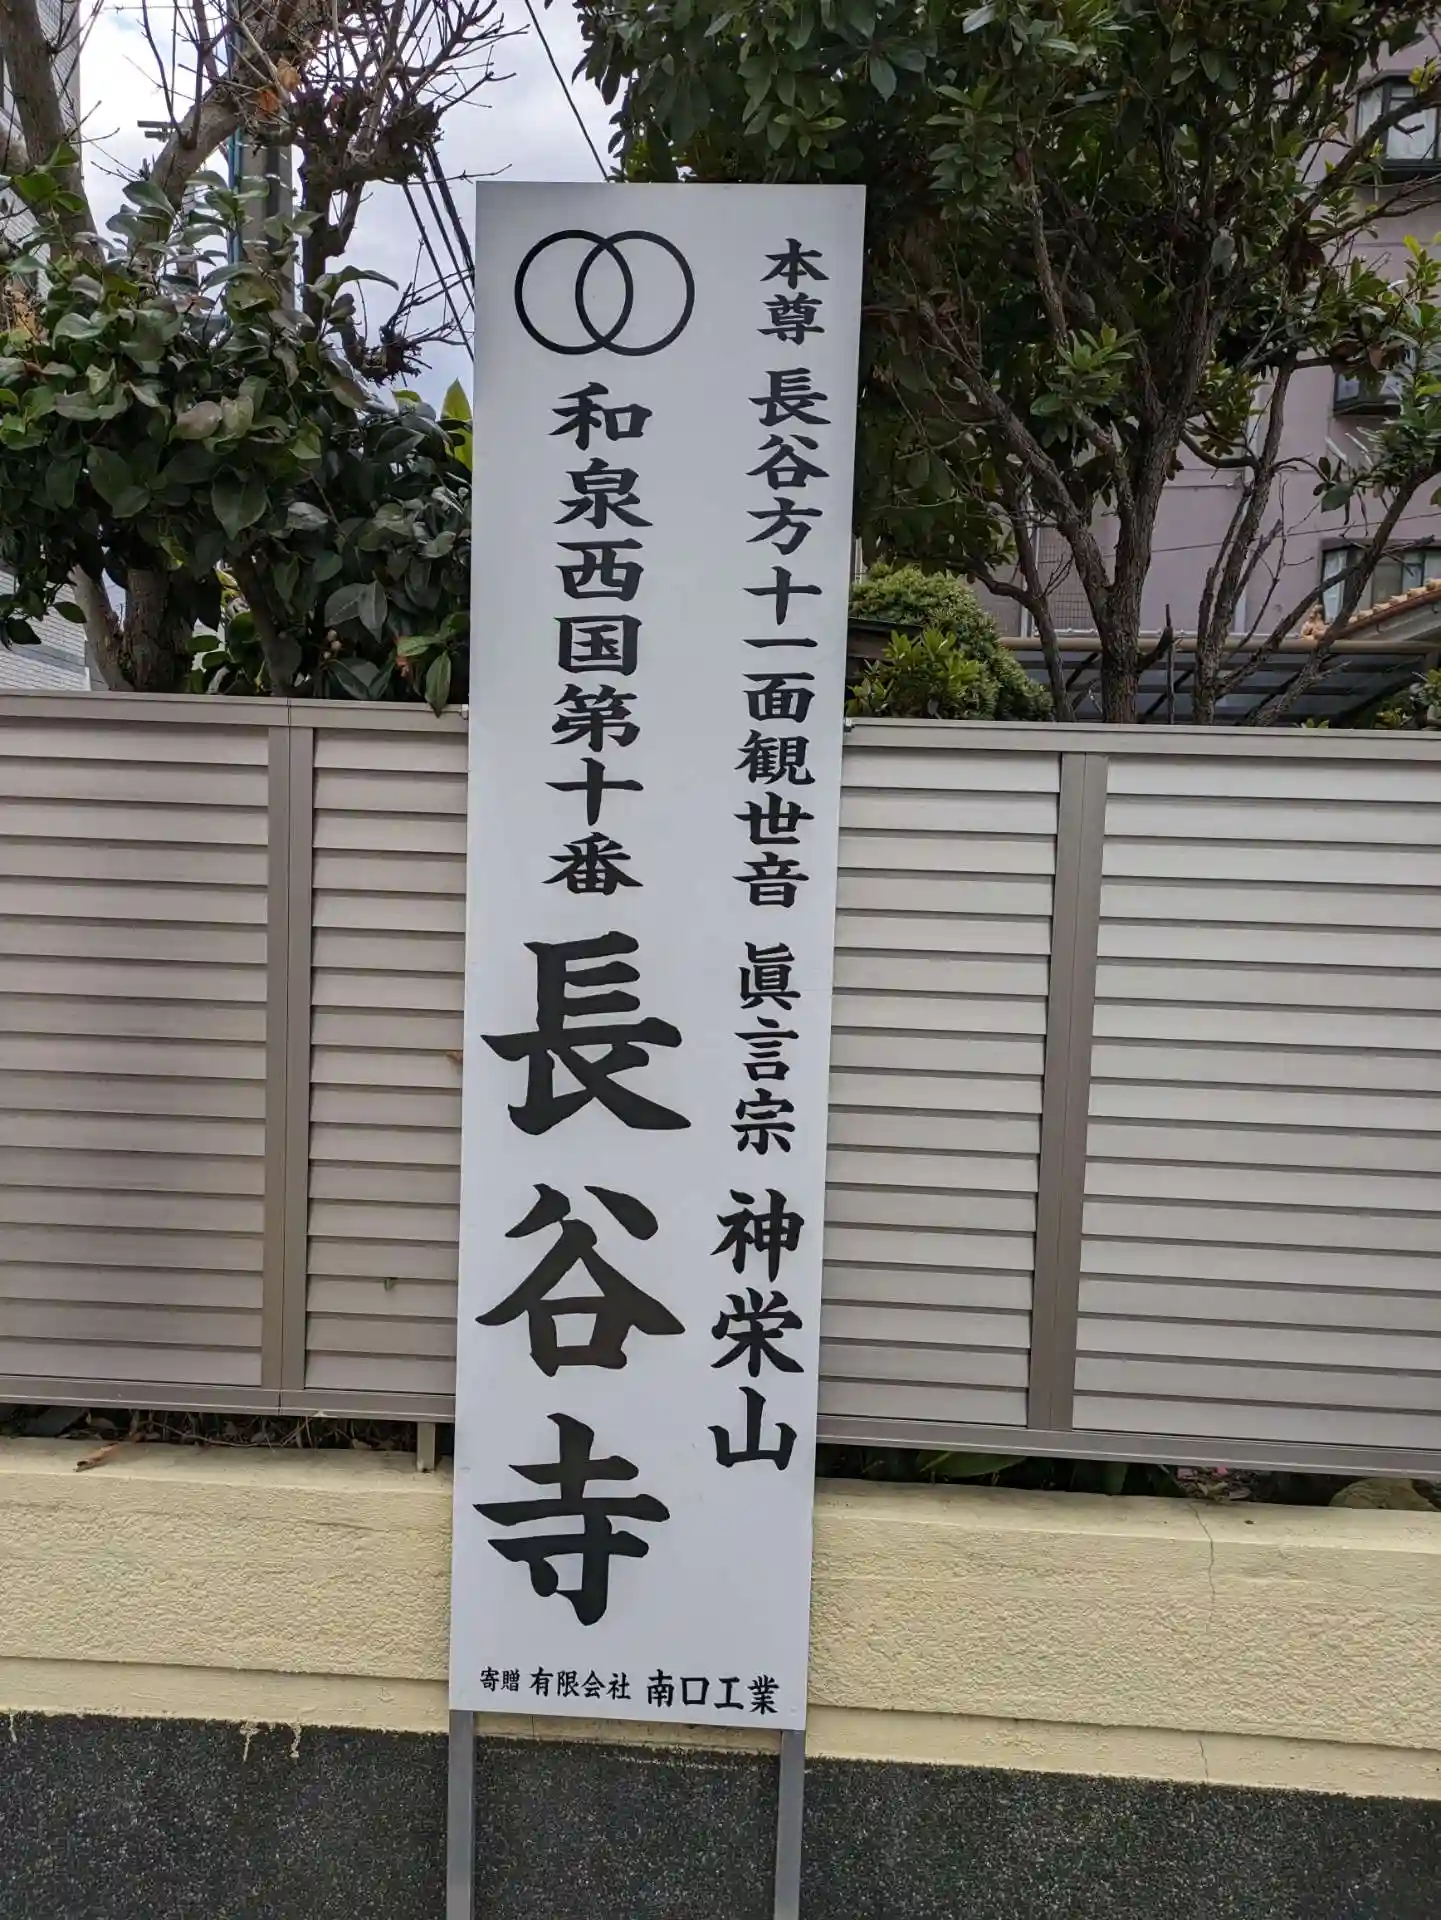 本尊 長谷方十一面観世音 眞言宗 神栄山
和泉西国第十番 長谷寺
寄贈 有限会社 南口工業